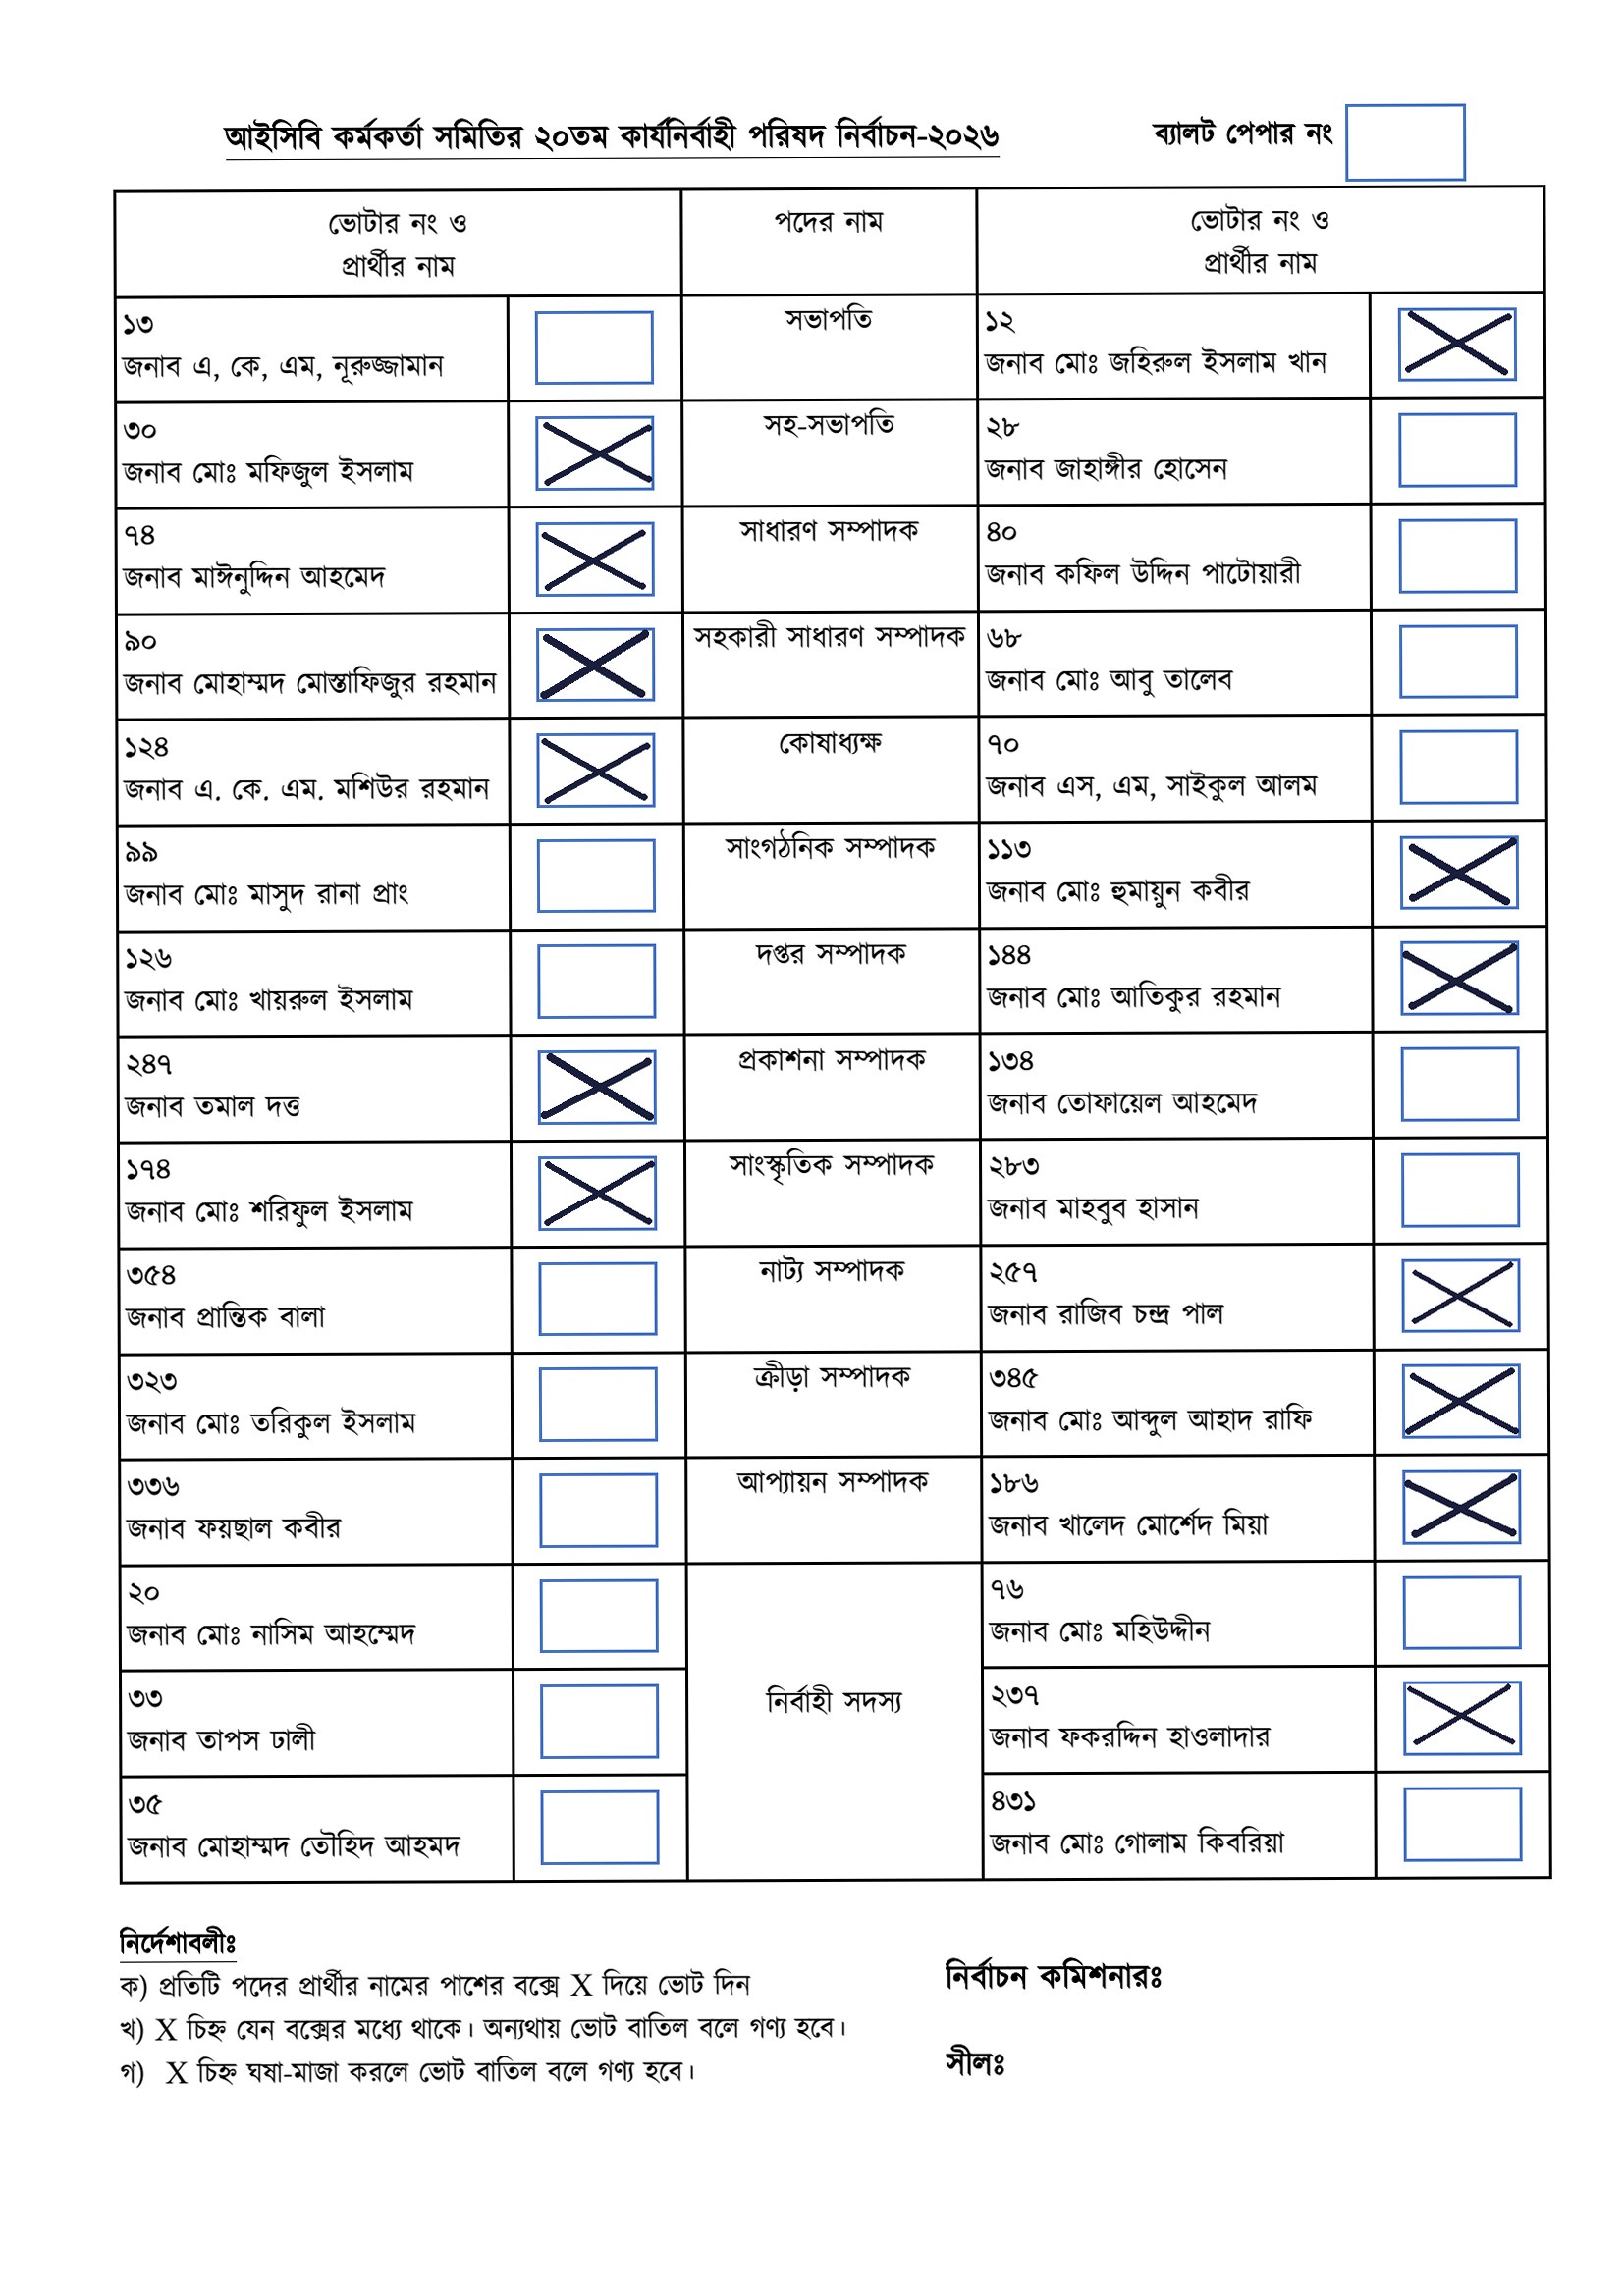 আইসিবি কর্মকর্তা সমিতির ২০তম কার্যনির্বাহী পরিষদ নির্বাচন-২০২৬ ব্যালট পেপার নং
ভোটার নং ও
প্রার্থীর নাম
পদের নাম
ভোটার নং ও
প্রার্থীর নাম
১৩
জনাব এ, কে, এম, নূরুজ্জামান
সভাপতি
১২
জনাব মোঃ জহিরুল ইসলাম খান
৩০
জনাব মোঃ মফিজুল ইসলাম
সহ-সভাপতি
২৮
জনাব জাহাঙ্গীর হোসেন
৭৪
জনাব মাঈনুদ্দিন আহমেদ
সাধারণ সম্পাদক
৪০
জনাব কফিল উদ্দিন পাটোয়ারী
৯০
জনাব মোহাম্মদ মোস্তাফিজুর রহমান
সহকারী সাধারণ সম্পাদক
৬৮
জনাব মোঃ আবু তালেব
১২৪
জনাব এ. কে. এম. মশিউর রহমান
কোষাধ্যক্ষ
৭০
জনাব এস, এম, সাইকুল আলম
৯৯
জনাব মোঃ মাসুদ রানা প্রাং
সাংগঠনিক সম্পাদক
১১৩
জনাব মোঃ হুমায়ুন কবীর
১২৬
জনাব মোঃ খায়রুল ইসলাম
দপ্তর সম্পাদক
১৪৪
জনাব মোঃ আতিকুর রহমান
২৪৭
জনাব তমাল দত্ত
প্রকাশনা সম্পাদক
১৩৪
জনাব তোফায়েল আহমেদ
১৭৪
জনাব মোঃ শরিফুল ইসলাম
সাংস্কৃতিক সম্পাদক
২৮৩
জনাব মাহবুব হাসান
৩৫৪
জনাব প্রান্তিক বালা
নাট্য সম্পাদক
২৫৭
জনাব রাজিব চন্দ্র পাল
৩২৩
জনাব মোঃ তরিকুল ইসলাম
ক্রীড়া সম্পাদক
৩৪৫
জনাব মোঃ আব্দুল আহাদ রাফি
৩৩৬
জনাব ফয়ছাল কবীর
আপ্যায়ন সম্পাদক
১৮৬
জনাব খালেদ মোর্শেদ মিয়া
২০
জনাব মোঃ নাসিম আহম্মেদ
৭৬
জনাব মোঃ মহিউদ্দীন
৩৩
জনাব তাপস ঢালী
নির্বাহী সদস্য
২৩৭
জনাব ফকরদ্দিন হাওলাদার
৩৫
জনাব মোহাম্মদ তৌহিদ আহমদ
৪৩১
জনাব মোঃ গোলাম কিবরিয়া
নির্দেশাবলীঃ
ক) প্রতিটি পদের প্রার্থীর নামের পাশের বক্সে X দিয়ে ভোট দিন
খ) X চিহ্ন যেন বক্সের মধ্যে থাকে। অন্যথায় ভোট বাতিল বলে গণ্য হবে।
গ) X চিহ্ন ঘষা-মাজা করলে ভোট বাতিল বলে গণ্য হবে।
নির্বাচন কমিশনারঃ
সীলঃ